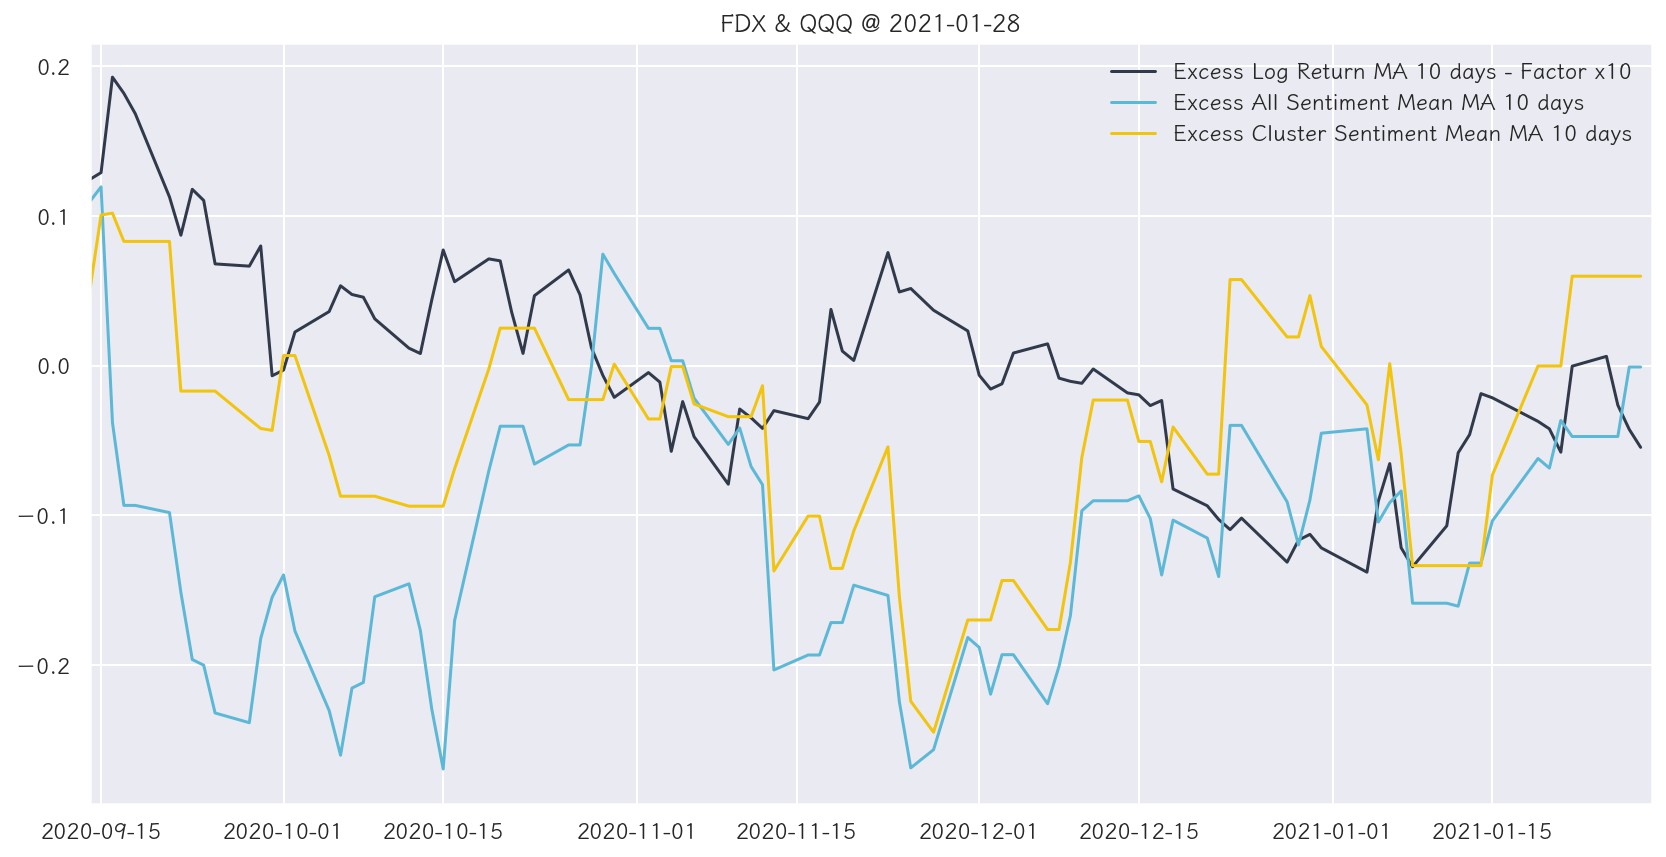 FDX & QQQ @ 2021-01-28
Excess Log Return MA 10 days - Factor x10
Excess All Sentiment Mean MA 10 days
Excess Cluster Sentiment Mean MA 10 days
0.2
0.1
0.0
−0.1
−0.2
2020-09-15 2020-10-01 2020-10-15 2020-11-01 2020-11-15 2020-12-01 2020-12-15 2021-01-01 2021-01-15